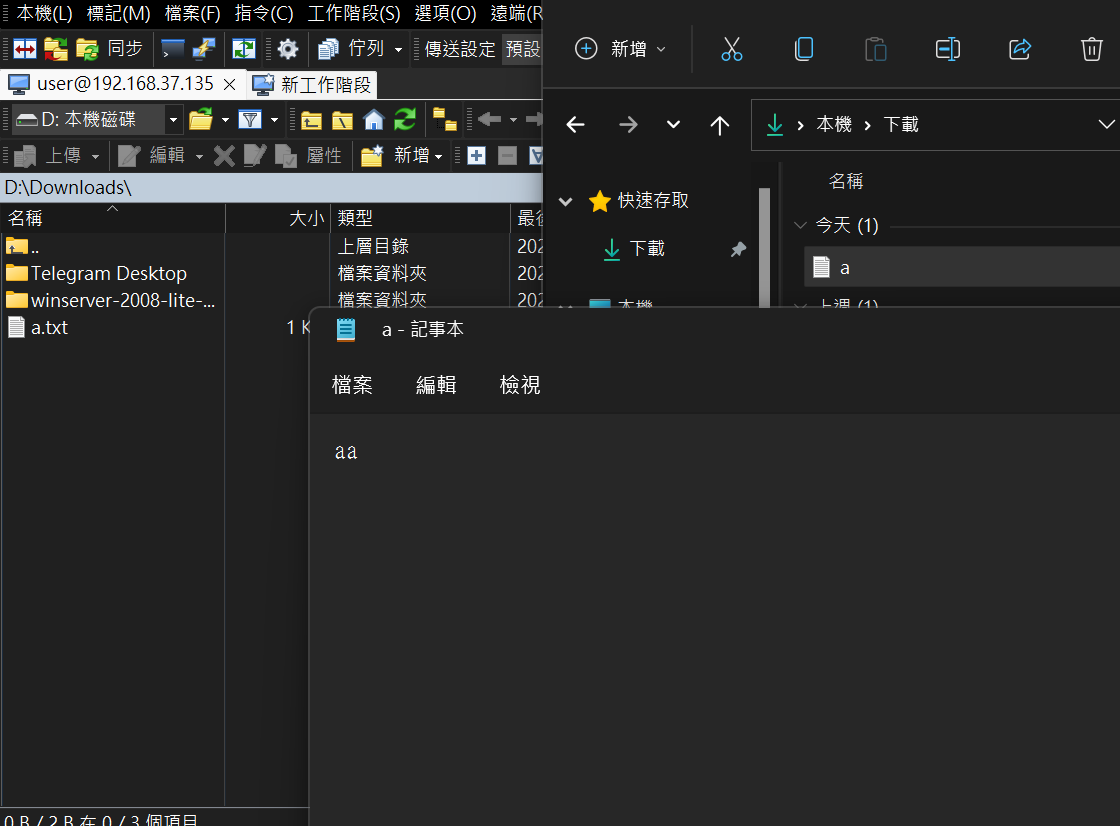 本機(L) 標記(M) 檔案(F) 指令(C) 工作階段(S) 選項(O) 遠端(R
同步 佇列 傳送設定 預設
user@192.168.37.135 新工作階段
D: 本機磁碟
上傳 編輯 屬性 新增
D:\Downloads\
名稱 大小 類型
.. 上層目錄 202
Telegram Desktop 檔案資料夾 202
winserver-2008-lite-... 檔案資料夾 202
a.txt 1 K
0 B / 2 B 在 0 / 3 個項目
新增
本機 下載
快速存取
下載
本機
名稱
今天 (1)
a
上週 (1)
a - 記事本
檔案 編輯 檢視
aa